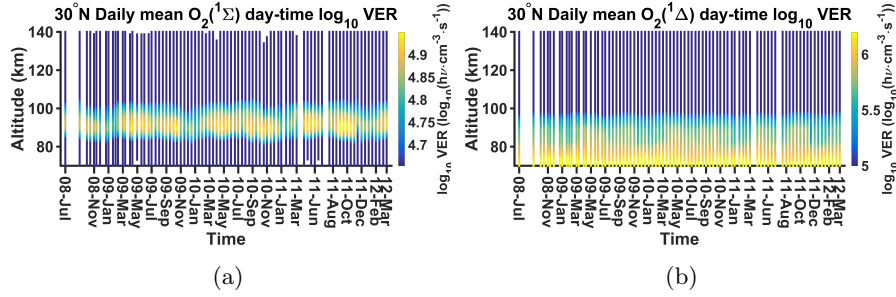 30°N Daily mean O2(1Σ) day-time log10 VER
140
120
100
80
Altitude (km)
08-Jul
08-Nov
09-Jan
09-Mar
09-May
09-Jul
09-Sep
09-Nov
10-Jan
10-Mar
10-May
10-Jul
10-Sep
10-Nov
11-Jan
11-Mar
11-Jun
11-Aug
11-Oct
11-Dec
12-Feb
12-Mar
Time
4.9
4.85
4.8
4.75
4.7
log10 VER (log10(hν·cm-3·s-1))
(a)
30°N Daily mean O2(1Δ) day-time log10 VER
140
120
100
80
Altitude (km)
08-Jul
08-Nov
09-Jan
09-Mar
09-May
09-Jul
09-Sep
09-Nov
10-Jan
10-Mar
10-May
10-Jul
10-Sep
10-Nov
11-Jan
11-Mar
11-Jun
11-Aug
11-Oct
11-Dec
12-Feb
12-Mar
Time
6
5.5
5
log10 VER (log10(hν·cm-3·s-1))
(b)